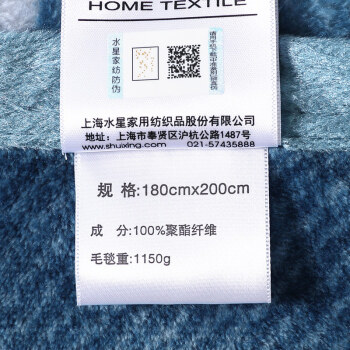 HOME TEXTILE
水星家纺防伪
上海水星家用纺织品股份有限公司
地址：上海市奉贤区沪杭公路1487号
www.shuixing.com 021-57435888
规 格:180cmx200cm
成 分:100%聚酯纤维
毛毯重:1150g